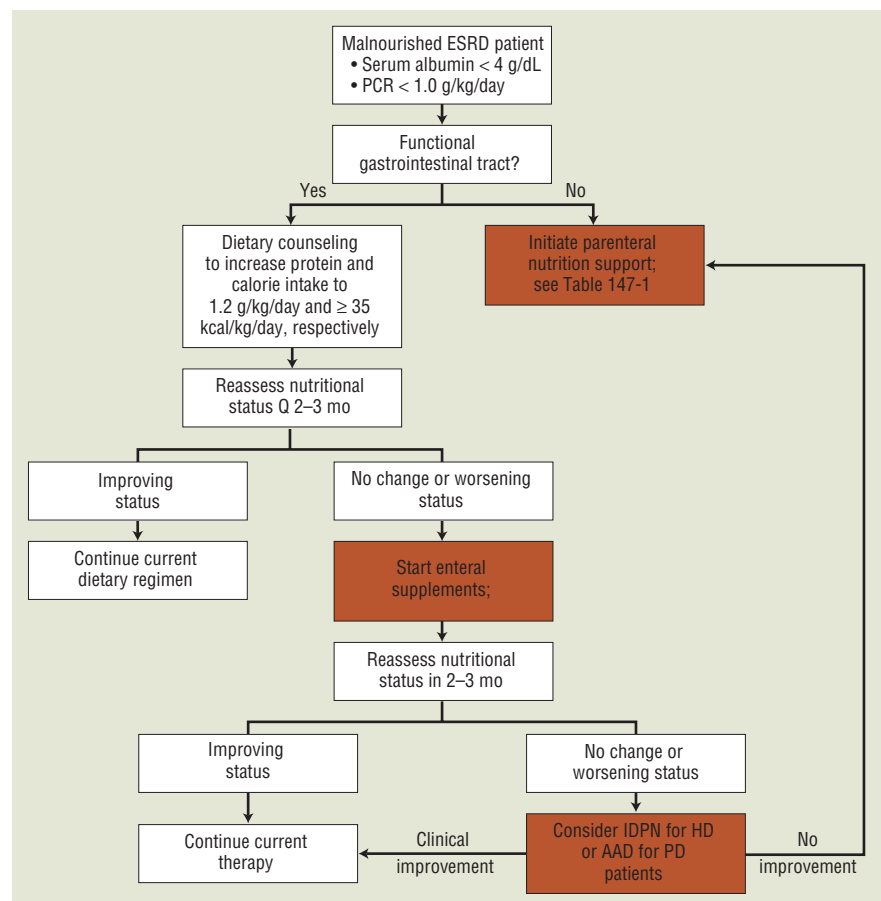 Malnourished ESRD patient
• Serum albumin < 4 g/dL
• PCR < 1.0 g/kg/day
Functional
gastrointestinal tract?
Yes
No
Dietary counseling
to increase protein and
calorie intake to
1.2 g/kg/day and ≥ 35
kcal/kg/day, respectively
Initiate parenteral
nutrition support;
see Table 147-1
Reassess nutritional
status Q 2–3 mo
Improving
status
No change or worsening
status
Continue current
dietary regimen
Start enteral
supplements;
Reassess nutritional
status in 2–3 mo
Improving
status
No change or
worsening status
Continue current
therapy
Clinical
improvement
Consider IDPN for HD
or AAD for PD
patients
No
improvement